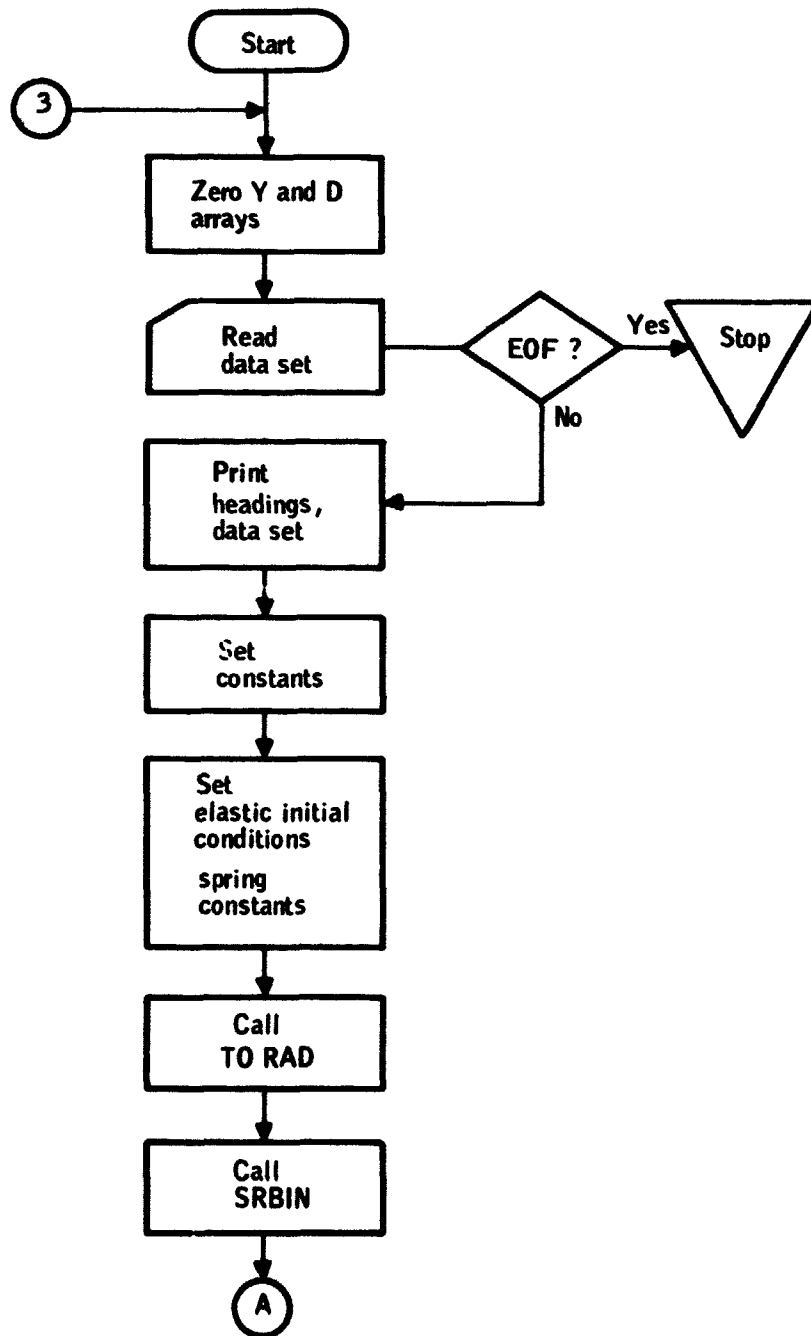 Start
3
Zero Y and D
arrays
Read
data set
EOF ?
Yes
Stop
No
Print
headings,
data set
Set
constants
Set
elastic initial
conditions
spring
constants
Call
TO RAD
Call
SRBIN
A